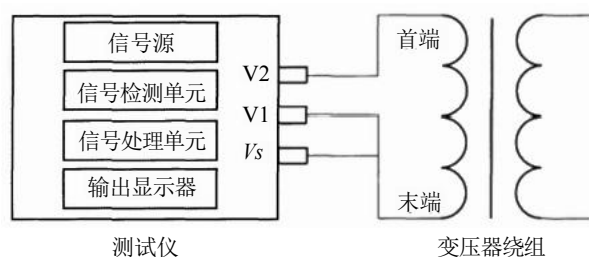 信号源
信号检测单元
信号处理单元
输出显示器
V2
V1
Vs
首端
末端
测试仪
变压器绕组